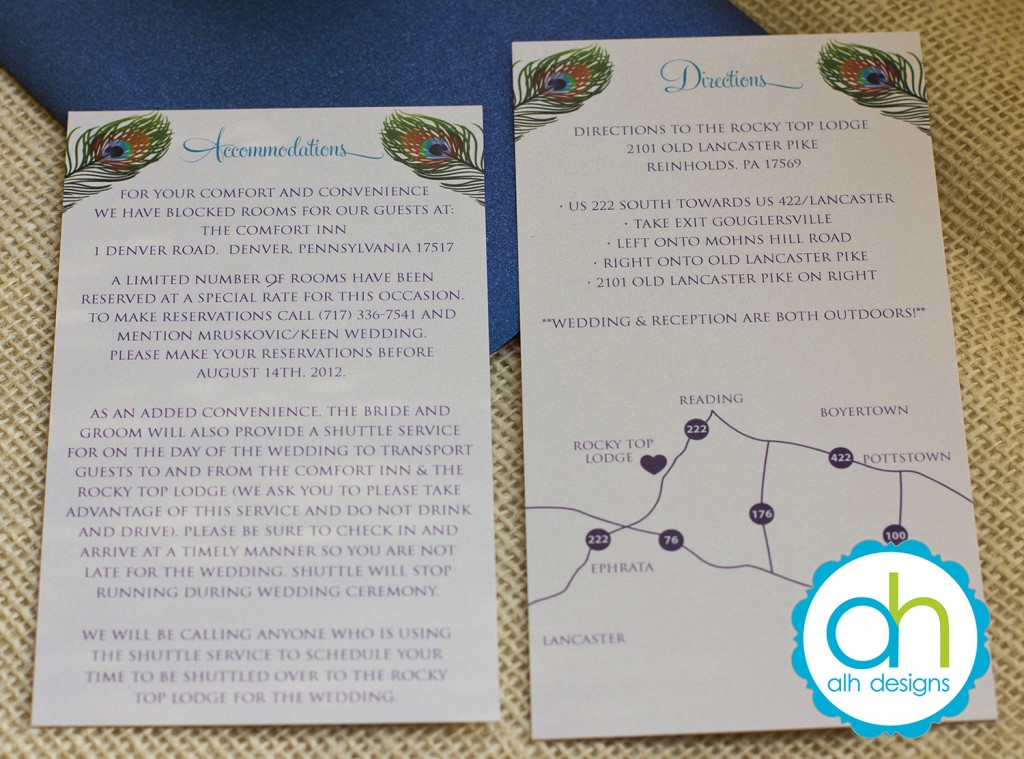 Accommodations
FOR YOUR COMFORT AND CONVENIENCE
WE HAVE BLOCKED ROOMS FOR OUR GUESTS AT:
THE COMFORT INN
1 DENVER ROAD, DENVER, PENNSYLVANIA 17517
A LIMITED NUMBER OF ROOMS HAVE BEEN
RESERVED AT A SPECIAL RATE FOR THIS OCCASION.
TO MAKE RESERVATIONS CALL (717) 336-7541 AND
MENTION MRUSKOVIC/KEEN WEDDING.
PLEASE MAKE YOUR RESERVATIONS BEFORE
AUGUST 14TH, 2012.
AS AN ADDED CONVENIENCE, THE BRIDE AND
GROOM WILL ALSO PROVIDE A SHUTTLE SERVICE
FOR ON THE DAY OF THE WEDDING TO TRANSPORT
GUESTS TO AND FROM THE COMFORT INN & THE
ROCKY TOP LODGE (WE ASK YOU TO PLEASE TAKE
ADVANTAGE OF THIS SERVICE AND DO NOT DRINK
AND DRIVE). PLEASE BE SURE TO CHECK IN AND
ARRIVE AT A TIMELY MANNER SO YOU ARE NOT
LATE FOR THE WEDDING. SHUTTLE WILL STOP
RUNNING DURING WEDDING CEREMONY.
WE WILL BE CALLING ANYONE WHO IS USING
THE SHUTTLE SERVICE TO SCHEDULE YOUR
TIME TO BE SHUTTLED OVER TO THE ROCKY
TOP LODGE FOR THE WEDDING.
Directions
DIRECTIONS TO THE ROCKY TOP LODGE
2101 OLD LANCASTER PIKE
REINHOLDS, PA 17569
· US 222 SOUTH TOWARDS US 422/LANCASTER
· TAKE EXIT GOUGLERSVILLE
· LEFT ONTO MOHNS HILL ROAD
· RIGHT ONTO OLD LANCASTER PIKE
· 2101 OLD LANCASTER PIKE ON RIGHT
**WEDDING & RECEPTION ARE BOTH OUTDOORS!**
READING
BOYERTOWN
222
ROCKY TOP
LODGE
422
POTTSTOWN
176
100
222
76
EPHRATA
LANCASTER
ah
alh designs